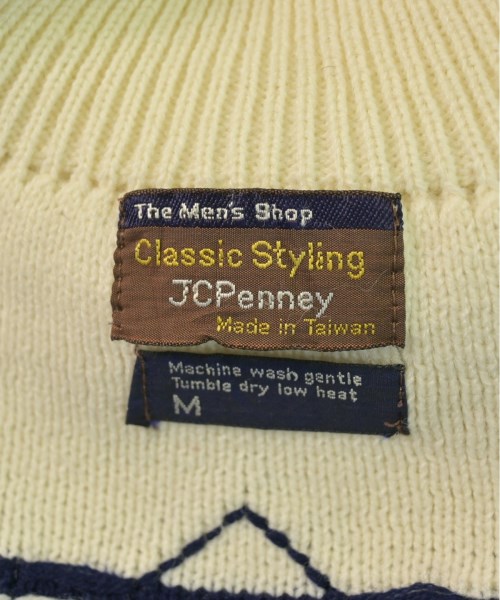 The Men's Shop
Classic Styling
JCPenney
Made in Taiwan
Machine wash gentle
Tumble dry low heat
M